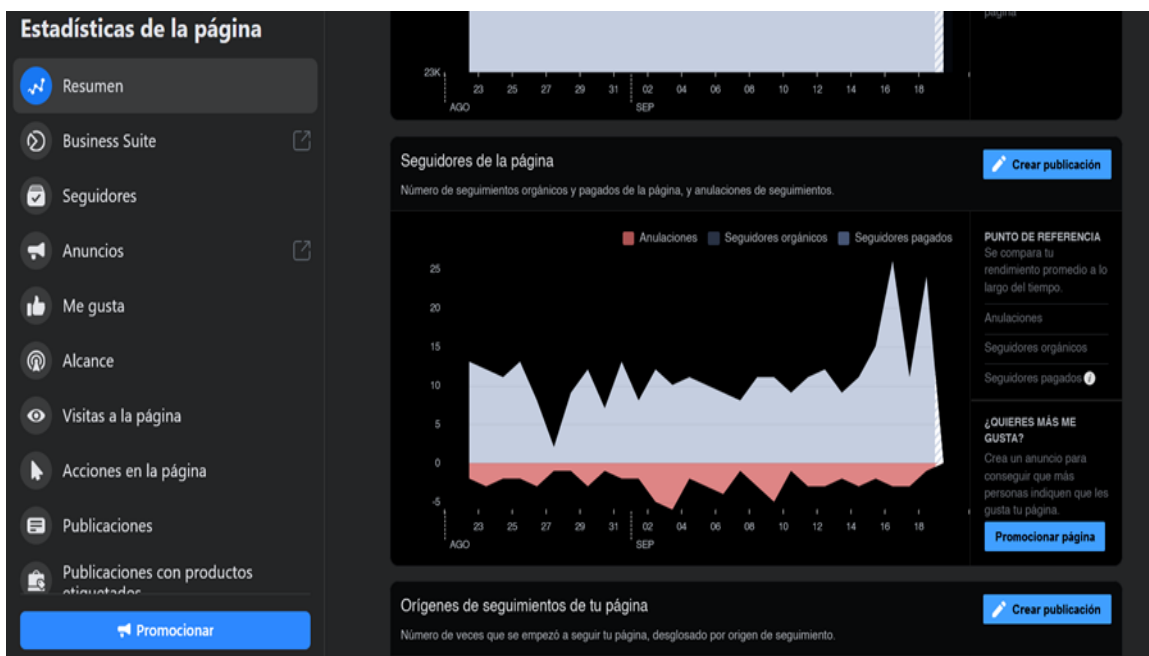 Estadísticas de la página
Resumen
Business Suite
Seguidores
Anuncios
Me gusta
Alcance
Visitas a la página
Acciones en la página
Publicaciones
Publicaciones con productos
etiquetados
Promocionar
página
23K
23 25 27 29 31 02 04 06 08 10 12 14 16 18
AGO SEP
Seguidores de la página
Crear publicación
Número de seguimientos orgánicos y pagados de la página, y anulaciones de seguimientos.
Anulaciones Seguidores orgánicos Seguidores pagados
25
20
15
10
5
0
-5
23 25 27 29 31 02 04 06 08 10 12 14 16 18
AGO SEP
PUNTO DE REFERENCIA
Se compara tu
rendimiento promedio a lo
largo del tiempo.
Anulaciones
Seguidores orgánicos
Seguidores pagados
¿QUIERES MÁS ME
GUSTA?
Crea un anuncio para
conseguir que más
personas indiquen que les
gusta tu página.
Promocionar página
Orígenes de seguimientos de tu página
Crear publicación
Número de veces que se empezó a seguir tu página, desglosado por origen de seguimiento.